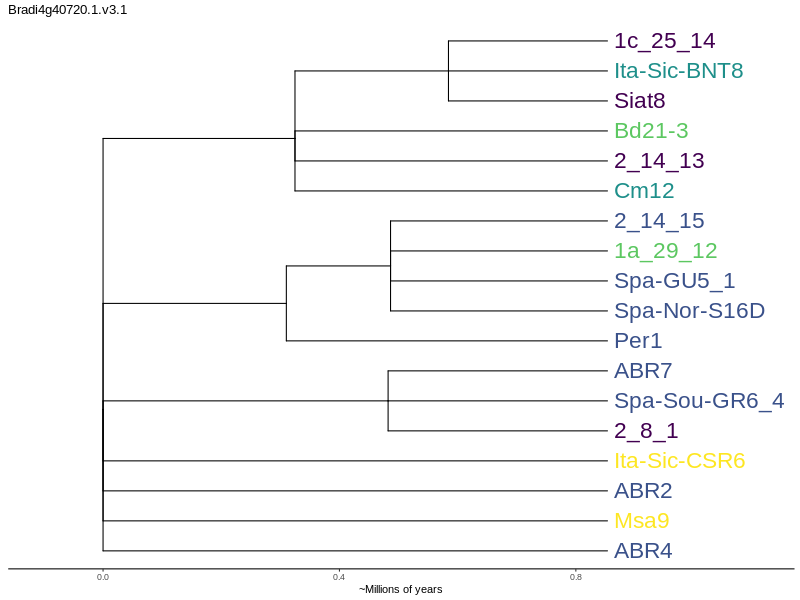 Bradi4g40720.1.v3.1
1c_25_14
Ita-Sic-BNT8
Siat8
Bd21-3
2_14_13
Cm12
2_14_15
1a_29_12
Spa-GU5_1
Spa-Nor-S16D
Per1
ABR7
Spa-Sou-GR6_4
2_8_1
Ita-Sic-CSR6
ABR2
Msa9
ABR4
0.0 0.4 0.8
~Millions of years